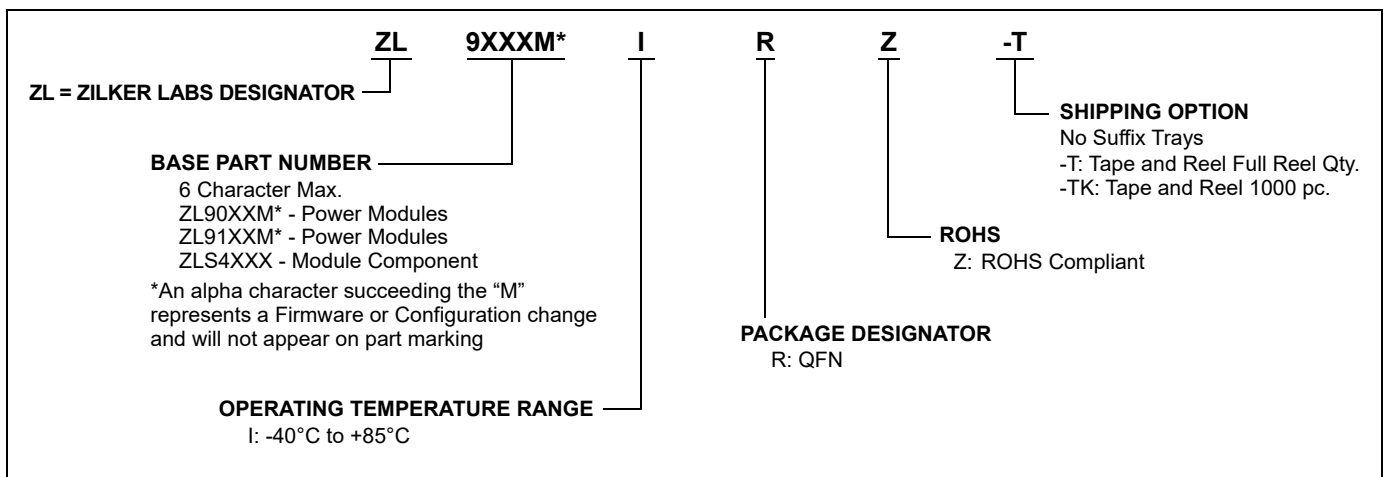 ZL 9XXXM* I R Z -T
ZL = ZILKER LABS DESIGNATOR
SHIPPING OPTION
No Suffix Trays
-T: Tape and Reel Full Reel Qty.
-TK: Tape and Reel 1000 pc.
BASE PART NUMBER
6 Character Max.
ZL90XXM* - Power Modules
ZL91XXM* - Power Modules
ZLS4XXX - Module Component
*An alpha character succeeding the “M”
represents a Firmware or Configuration change
and will not appear on part marking
ROHS
Z: ROHS Compliant
PACKAGE DESIGNATOR
R: QFN
OPERATING TEMPERATURE RANGE
I: -40°C to +85°C